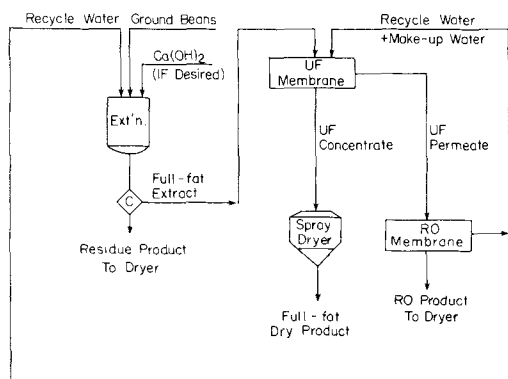 Recycle Water
Ground Beans
Ca(OH)2
(IF Desired)
Ext'n.
C
Full-fat
Extract
Residue Product
To Dryer
Recycle Water
+Make-up Water
UF
Membrane
UF
Concentrate
UF
Permeate
Spray
Dryer
RO
Membrane
Full-fat
Dry Product
RO Product
To Dryer